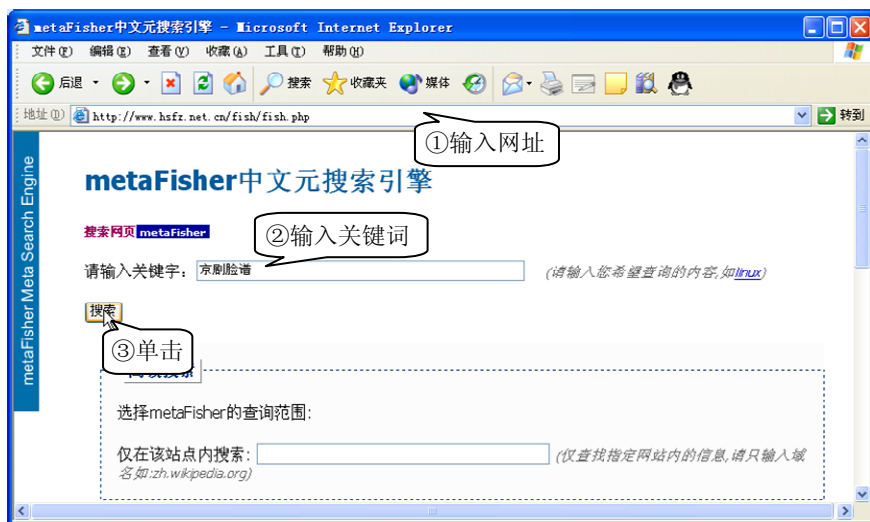 metaFisher中文元搜索引擎 - Microsoft Internet Explorer
文件(F) 编辑(E) 查看(V) 收藏(A) 工具(T) 帮助(H)
后退 搜索 收藏夹 媒体
地址(D) http://www.hsfz.net.cn/fish/fish.php 转到
①输入网址
metaFisher Meta Search Engine
metaFisher中文元搜索引擎
搜索网页 metaFisher
②输入关键词
请输入关键字: 京剧脸谱 (请输入您希望查询的内容,如linux)
搜索
③单击
选择metaFisher的查询范围:
仅在该站点内搜索: (仅查找指定网站内的信息,请只输入域
名如:zh.wikipedia.org)